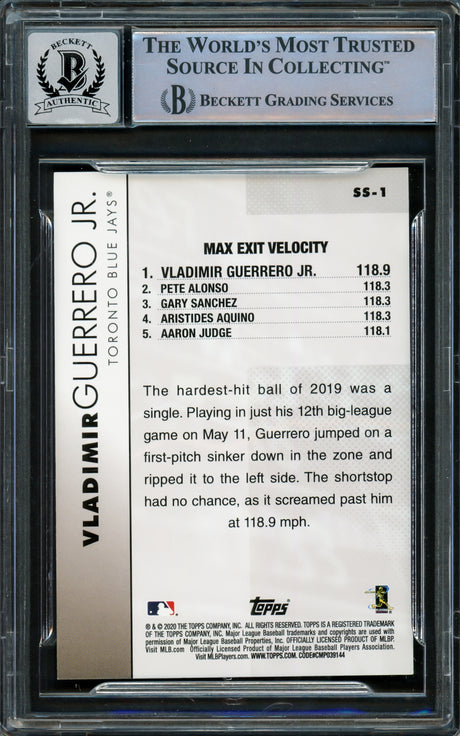 BECKETT
B
AUTHENTIC
THE WORLD'S MOST TRUSTED
SOURCE IN COLLECTING™
B BECKETT GRADING SERVICES
SS-1
VLADIMIR GUERRERO JR.
TORONTO BLUE JAYS®
MAX EXIT VELOCITY
1. VLADIMIR GUERRERO JR. 118.9
2. PETE ALONSO 118.3
3. GARY SANCHEZ 118.3
4. ARISTIDES AQUINO 118.3
5. AARON JUDGE 118.1
The hardest-hit ball of 2019 was a
single. Playing in just his 12th big-league
game on May 11, Guerrero jumped on a
first-pitch sinker down in the zone and
ripped it to the left side. The shortstop
had no chance, as it screamed past him
at 118.9 mph.
Topps®
® & © 2020 THE TOPPS COMPANY, INC. ALL RIGHTS RESERVED. TOPPS IS A REGISTERED TRADEMARK
OF THE TOPPS COMPANY, INC. Major League Baseball trademarks and copyrights are used with
permission of Major League Baseball Properties, Inc. OFFICIALLY LICENSED PRODUCT OF MLBP.
Visit MLB.com Officially Licensed Product of Major League Baseball Players Association.
Visit MLBPlayers.com. WWW.TOPPS.COM. CODE#CMP039144